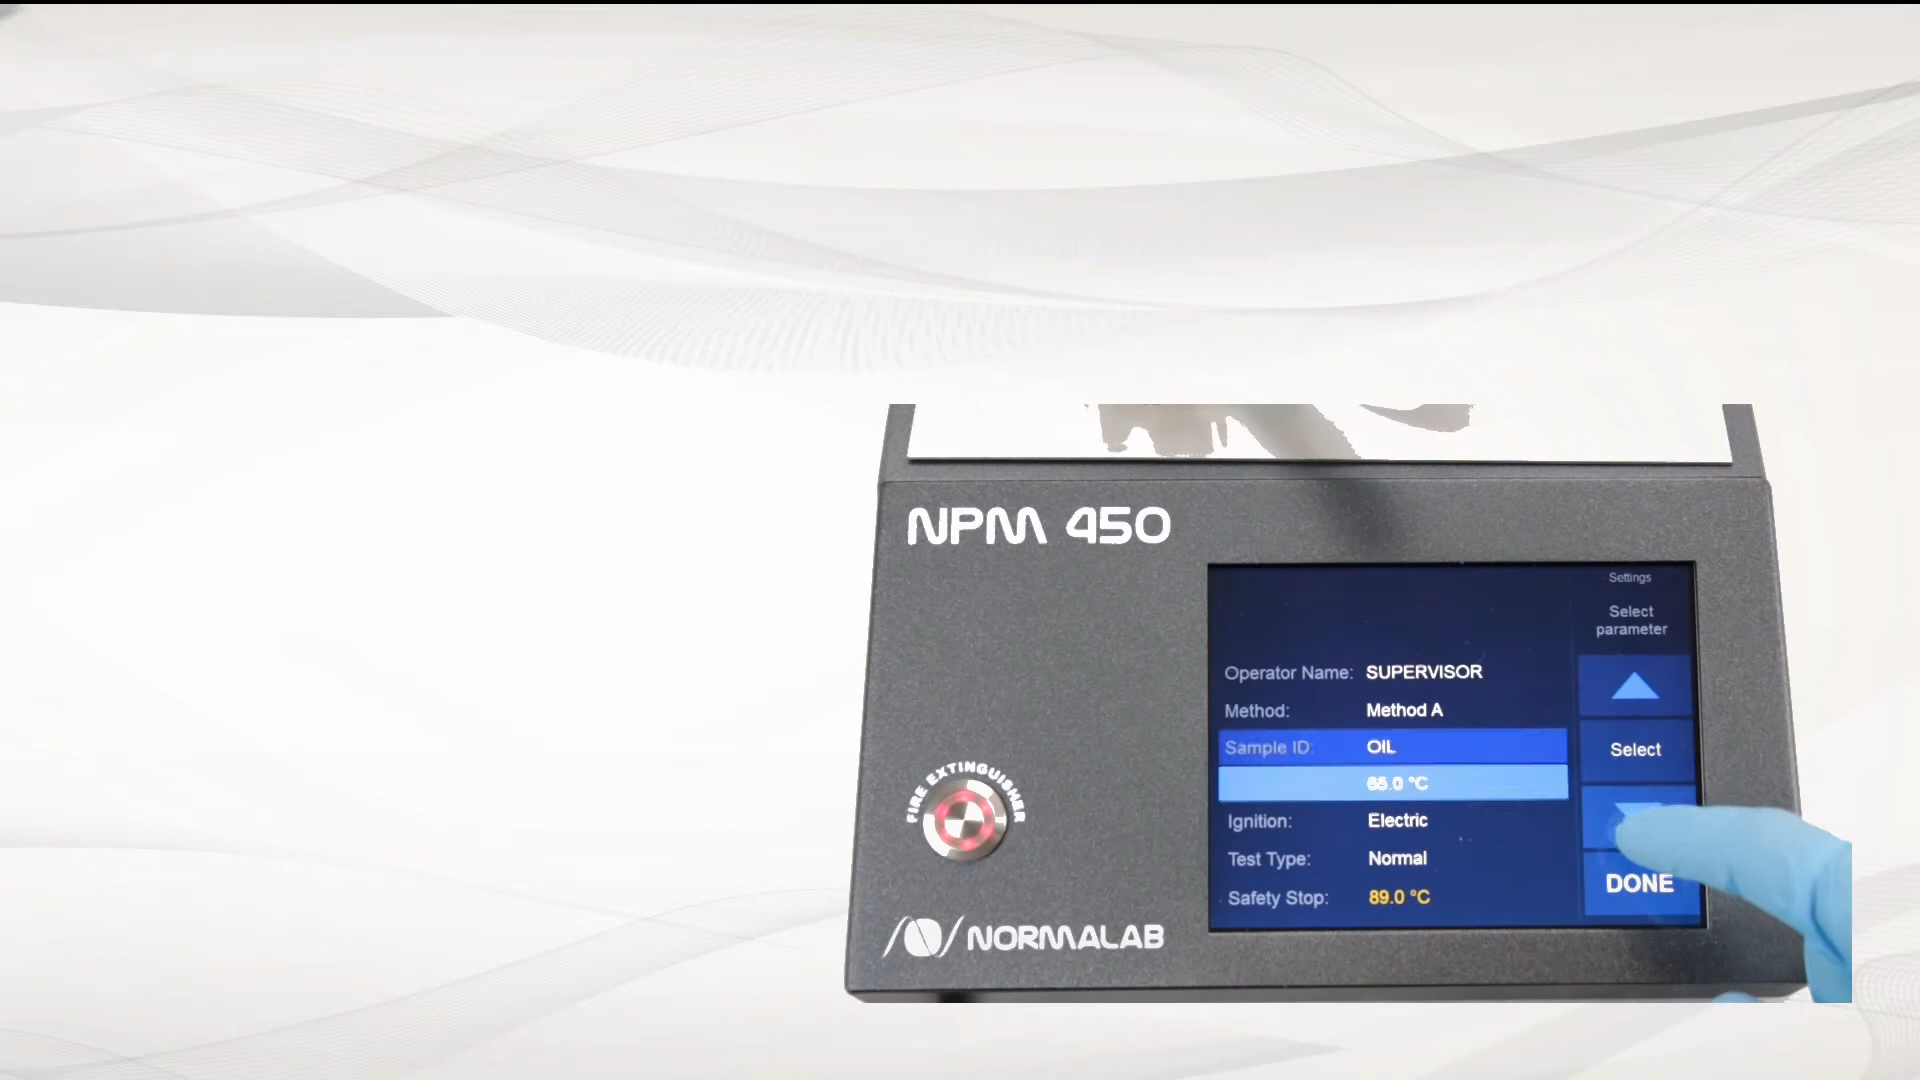 NPM 450
Settings
Select
parameter
Operator Name: SUPERVISOR
Method: Method A
Sample ID: OIL
65.0 °C
Select
Ignition: Electric
Test Type: Normal
Safety Stop: 89.0 °C
DONE
FIRE EXTINGUISHER
NORMALAB